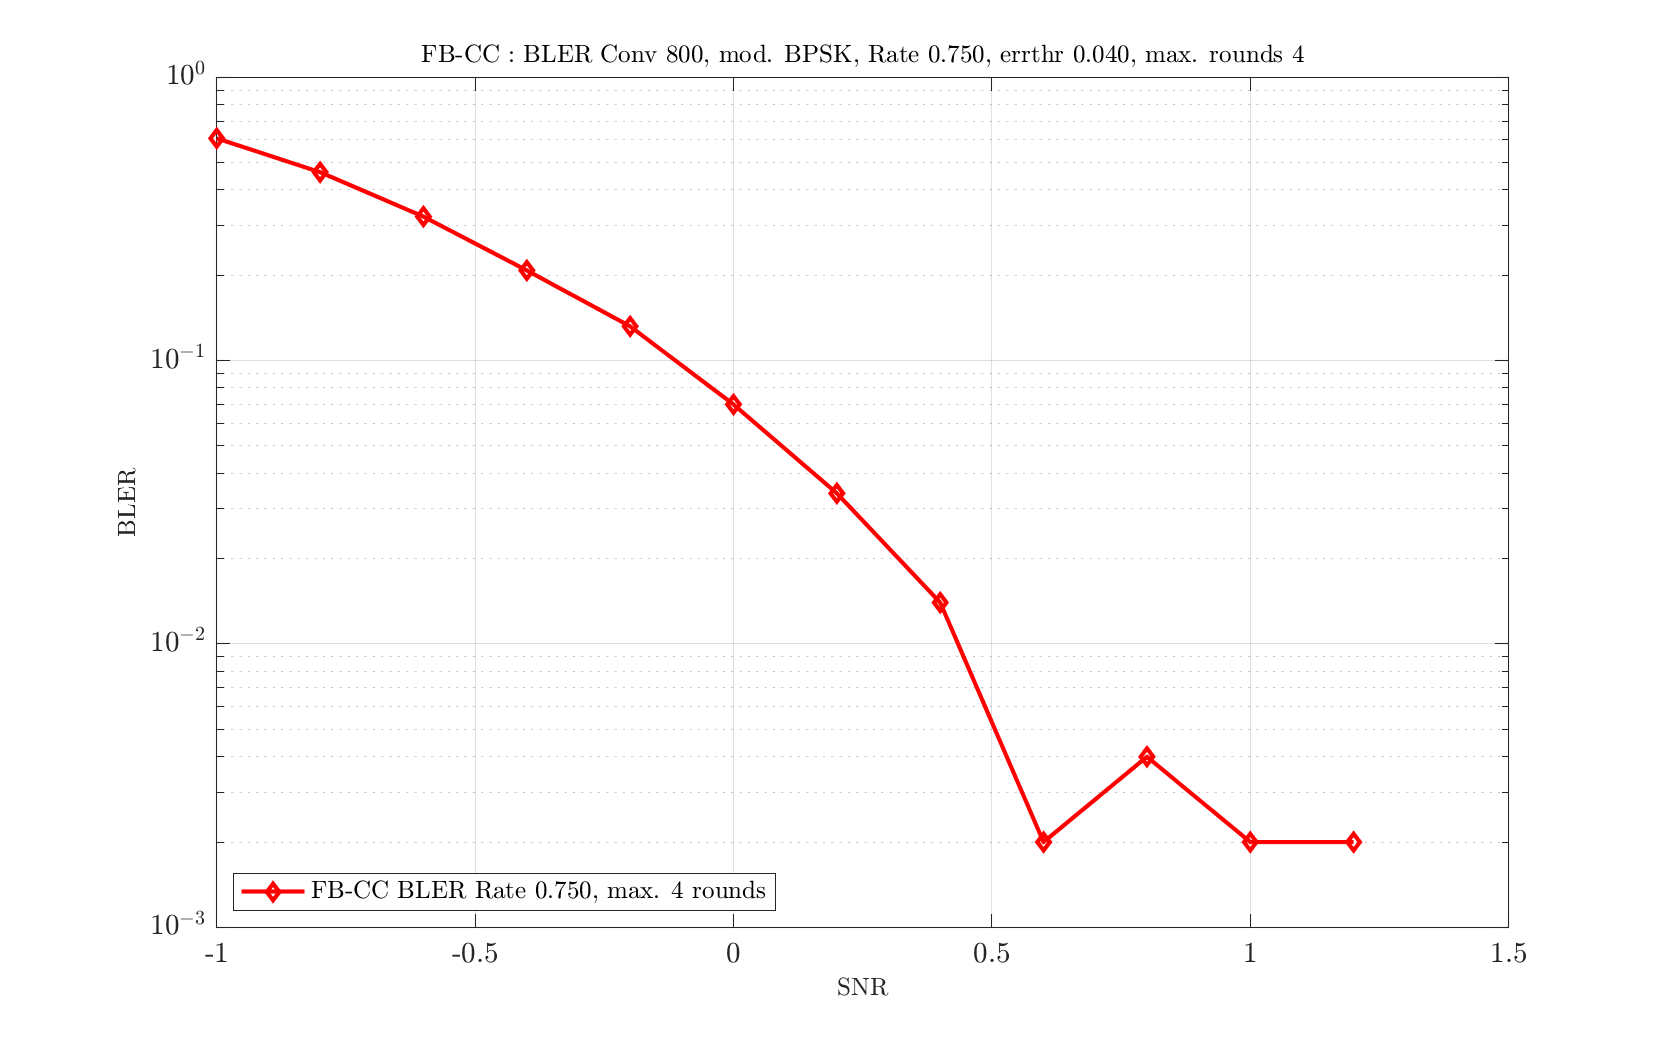 FB-CC : BLER Conv 800, mod. BPSK, Rate 0.750, errthr 0.040, max. rounds 4
10^0
10^{-1}
10^{-2}
10^{-3}
BLER
FB-CC BLER Rate 0.750, max. 4 rounds
-1 -0.5 0 0.5 1 1.5
SNR